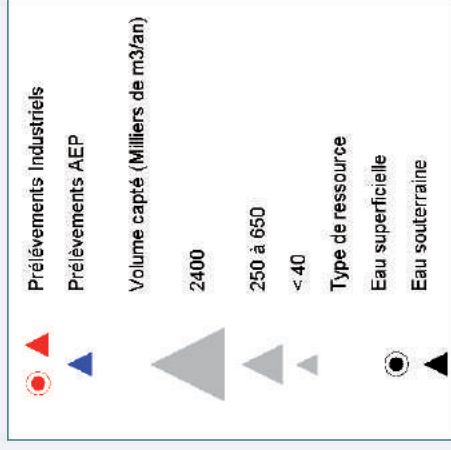 Prélévements Industriels
Prélèvements AEP
Volume capté (Milliers de m3/an)
2400
250 à 650
< 40
Type de ressource
Eau superficielle
Eau souterraine